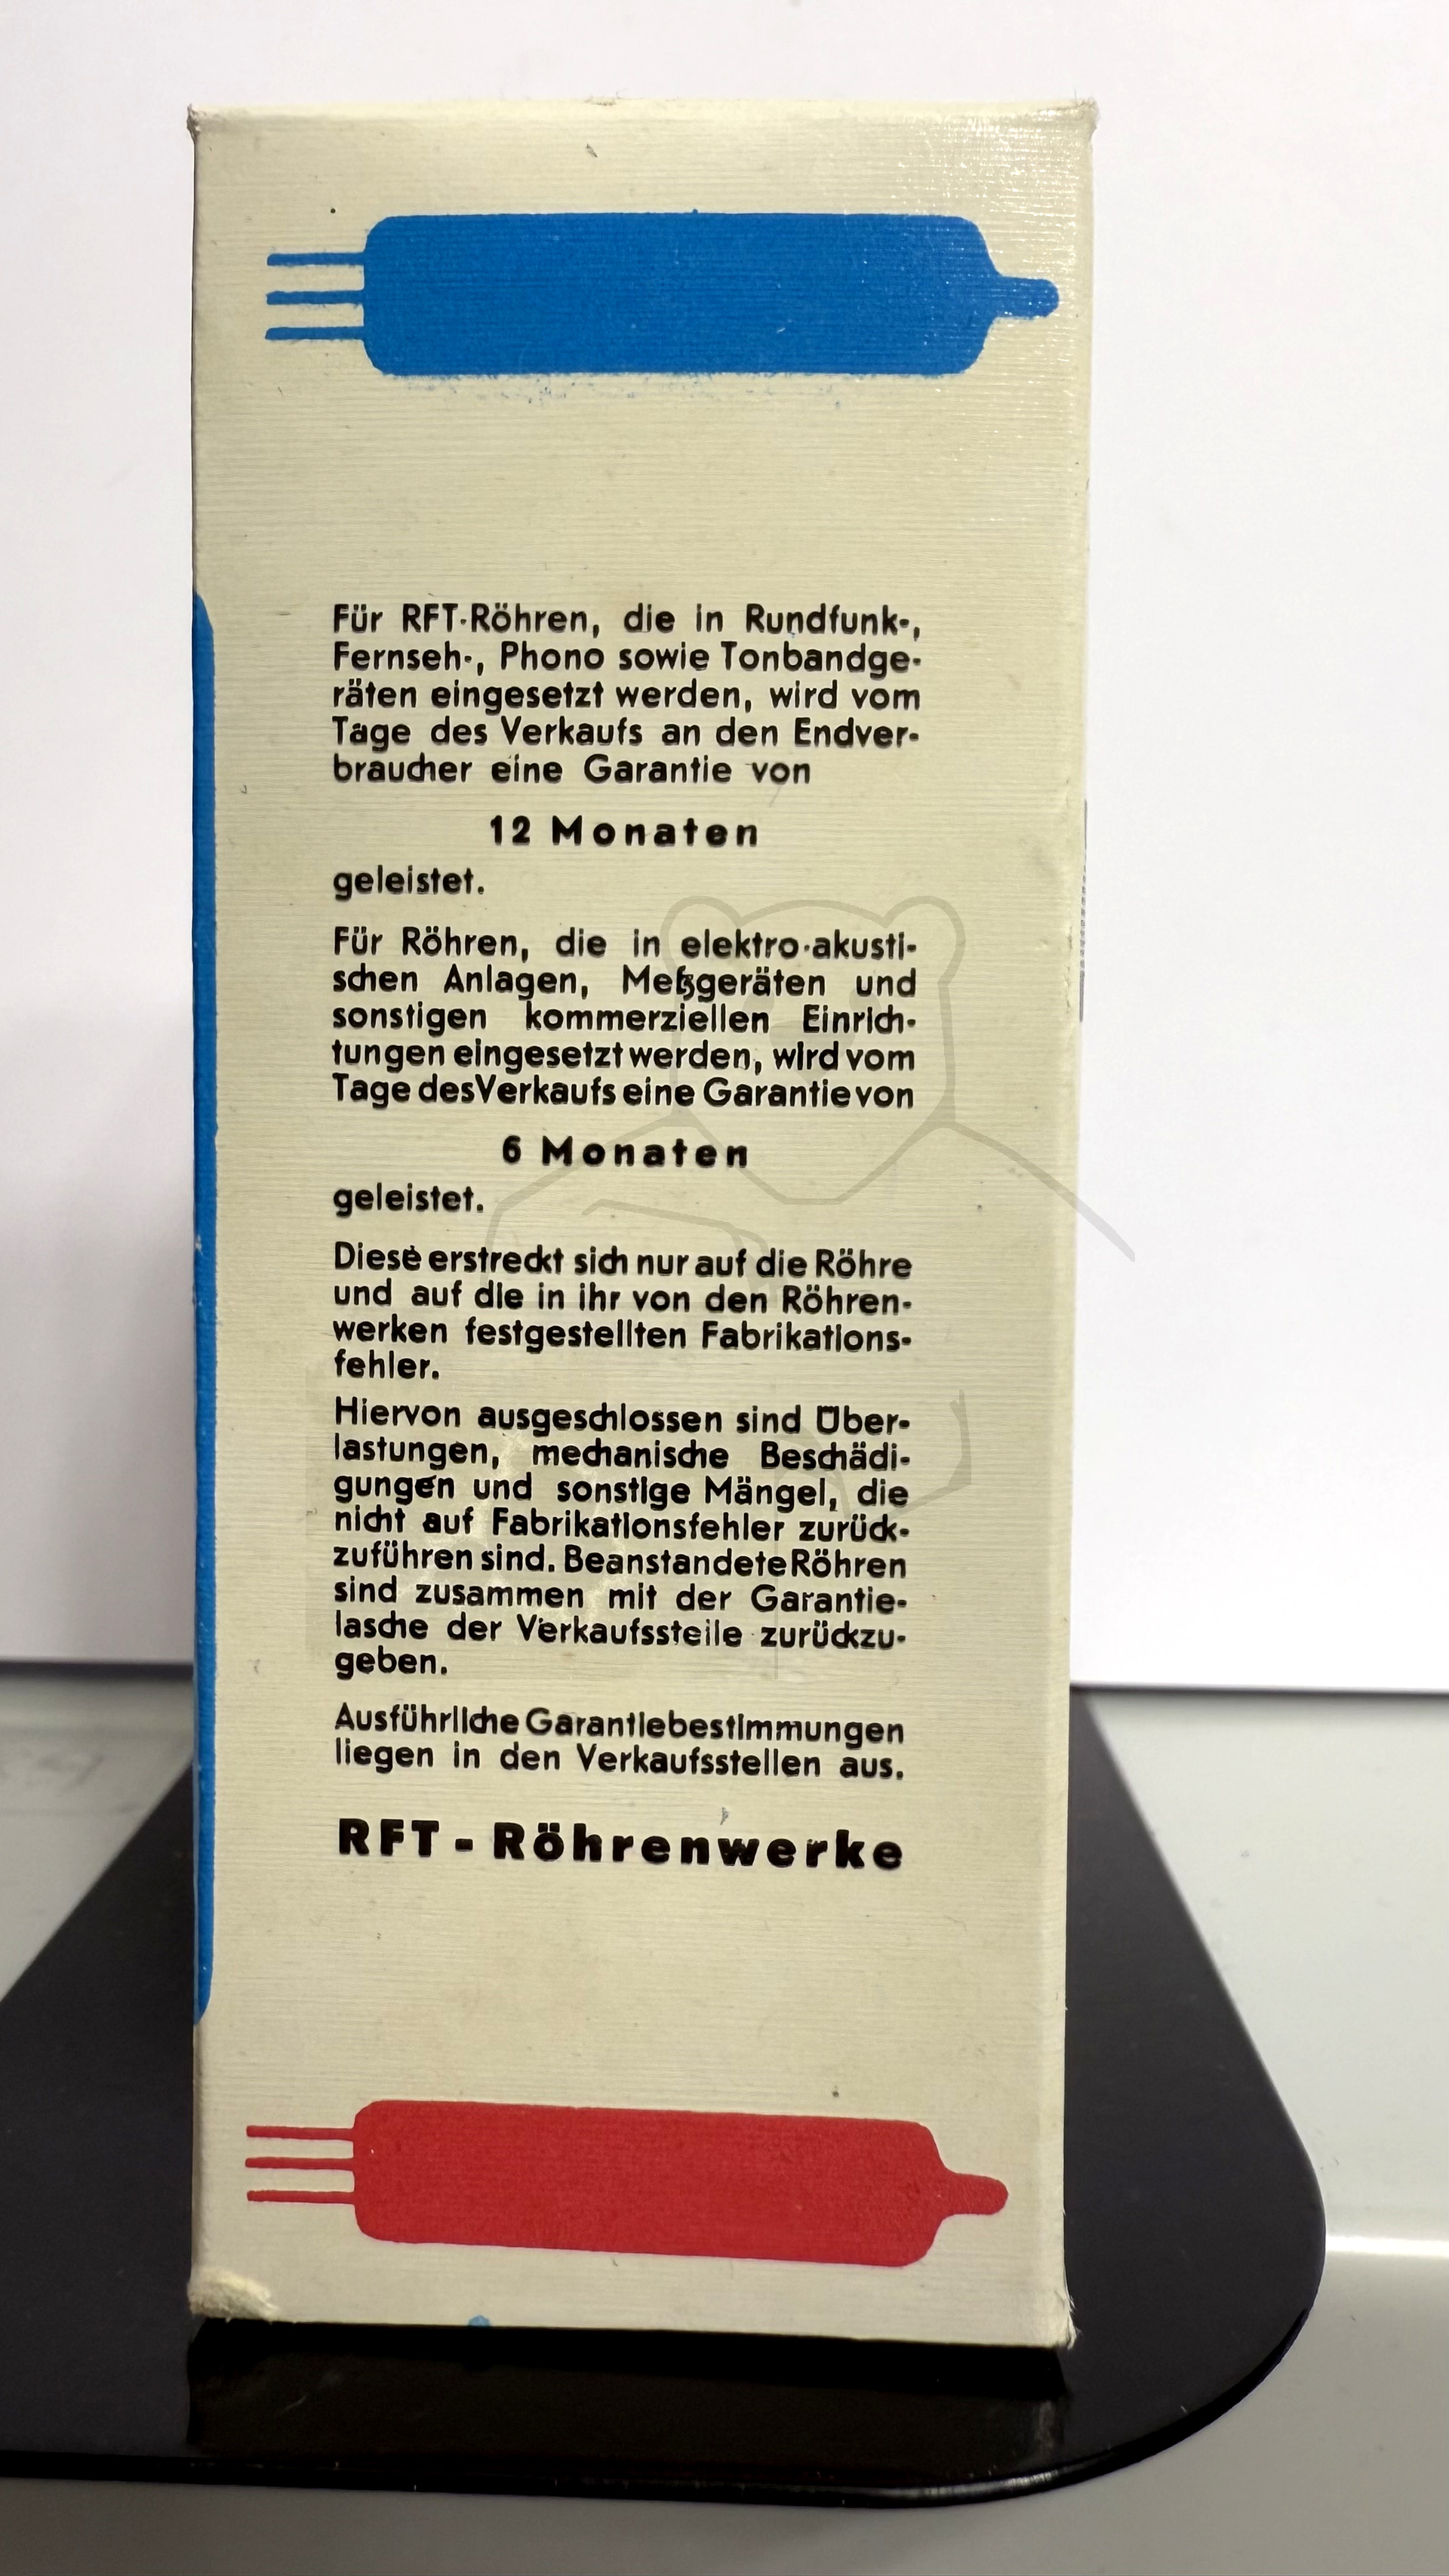 Für RFT-Röhren, die in Rundfunk-,
Fernseh-, Phono sowie Tonbandge-
räten eingesetzt werden, wird vom
Tage des Verkaufs an den Endver-
braucher eine Garantie von
12 Monaten
geleistet.
Für Röhren, die in elektro-akusti-
schen Anlagen, Meßgeräten und
sonstigen kommerziellen Einrich-
tungen eingesetzt werden, wird vom
Tage des Verkaufs eine Garantie von
6 Monaten
geleistet.
Diese erstreckt sich nur auf die Röhre
und auf die in ihr von den Röhren-
werken festgestellten Fabrikations-
fehler.
Hiervon ausgeschlossen sind Über-
lastungen, mechanische Beschädi-
gungen und sonstige Mängel, die
nicht auf Fabrikationsfehler zurück-
zuführen sind. Beanstandete Röhren
sind zusammen mit der Garantie-
lasche der Verkaufssteile zurückzu-
geben.
Ausführliche Garantiebestimmungen
liegen in den Verkaufsstellen aus.
RFT - Röhrenwerke